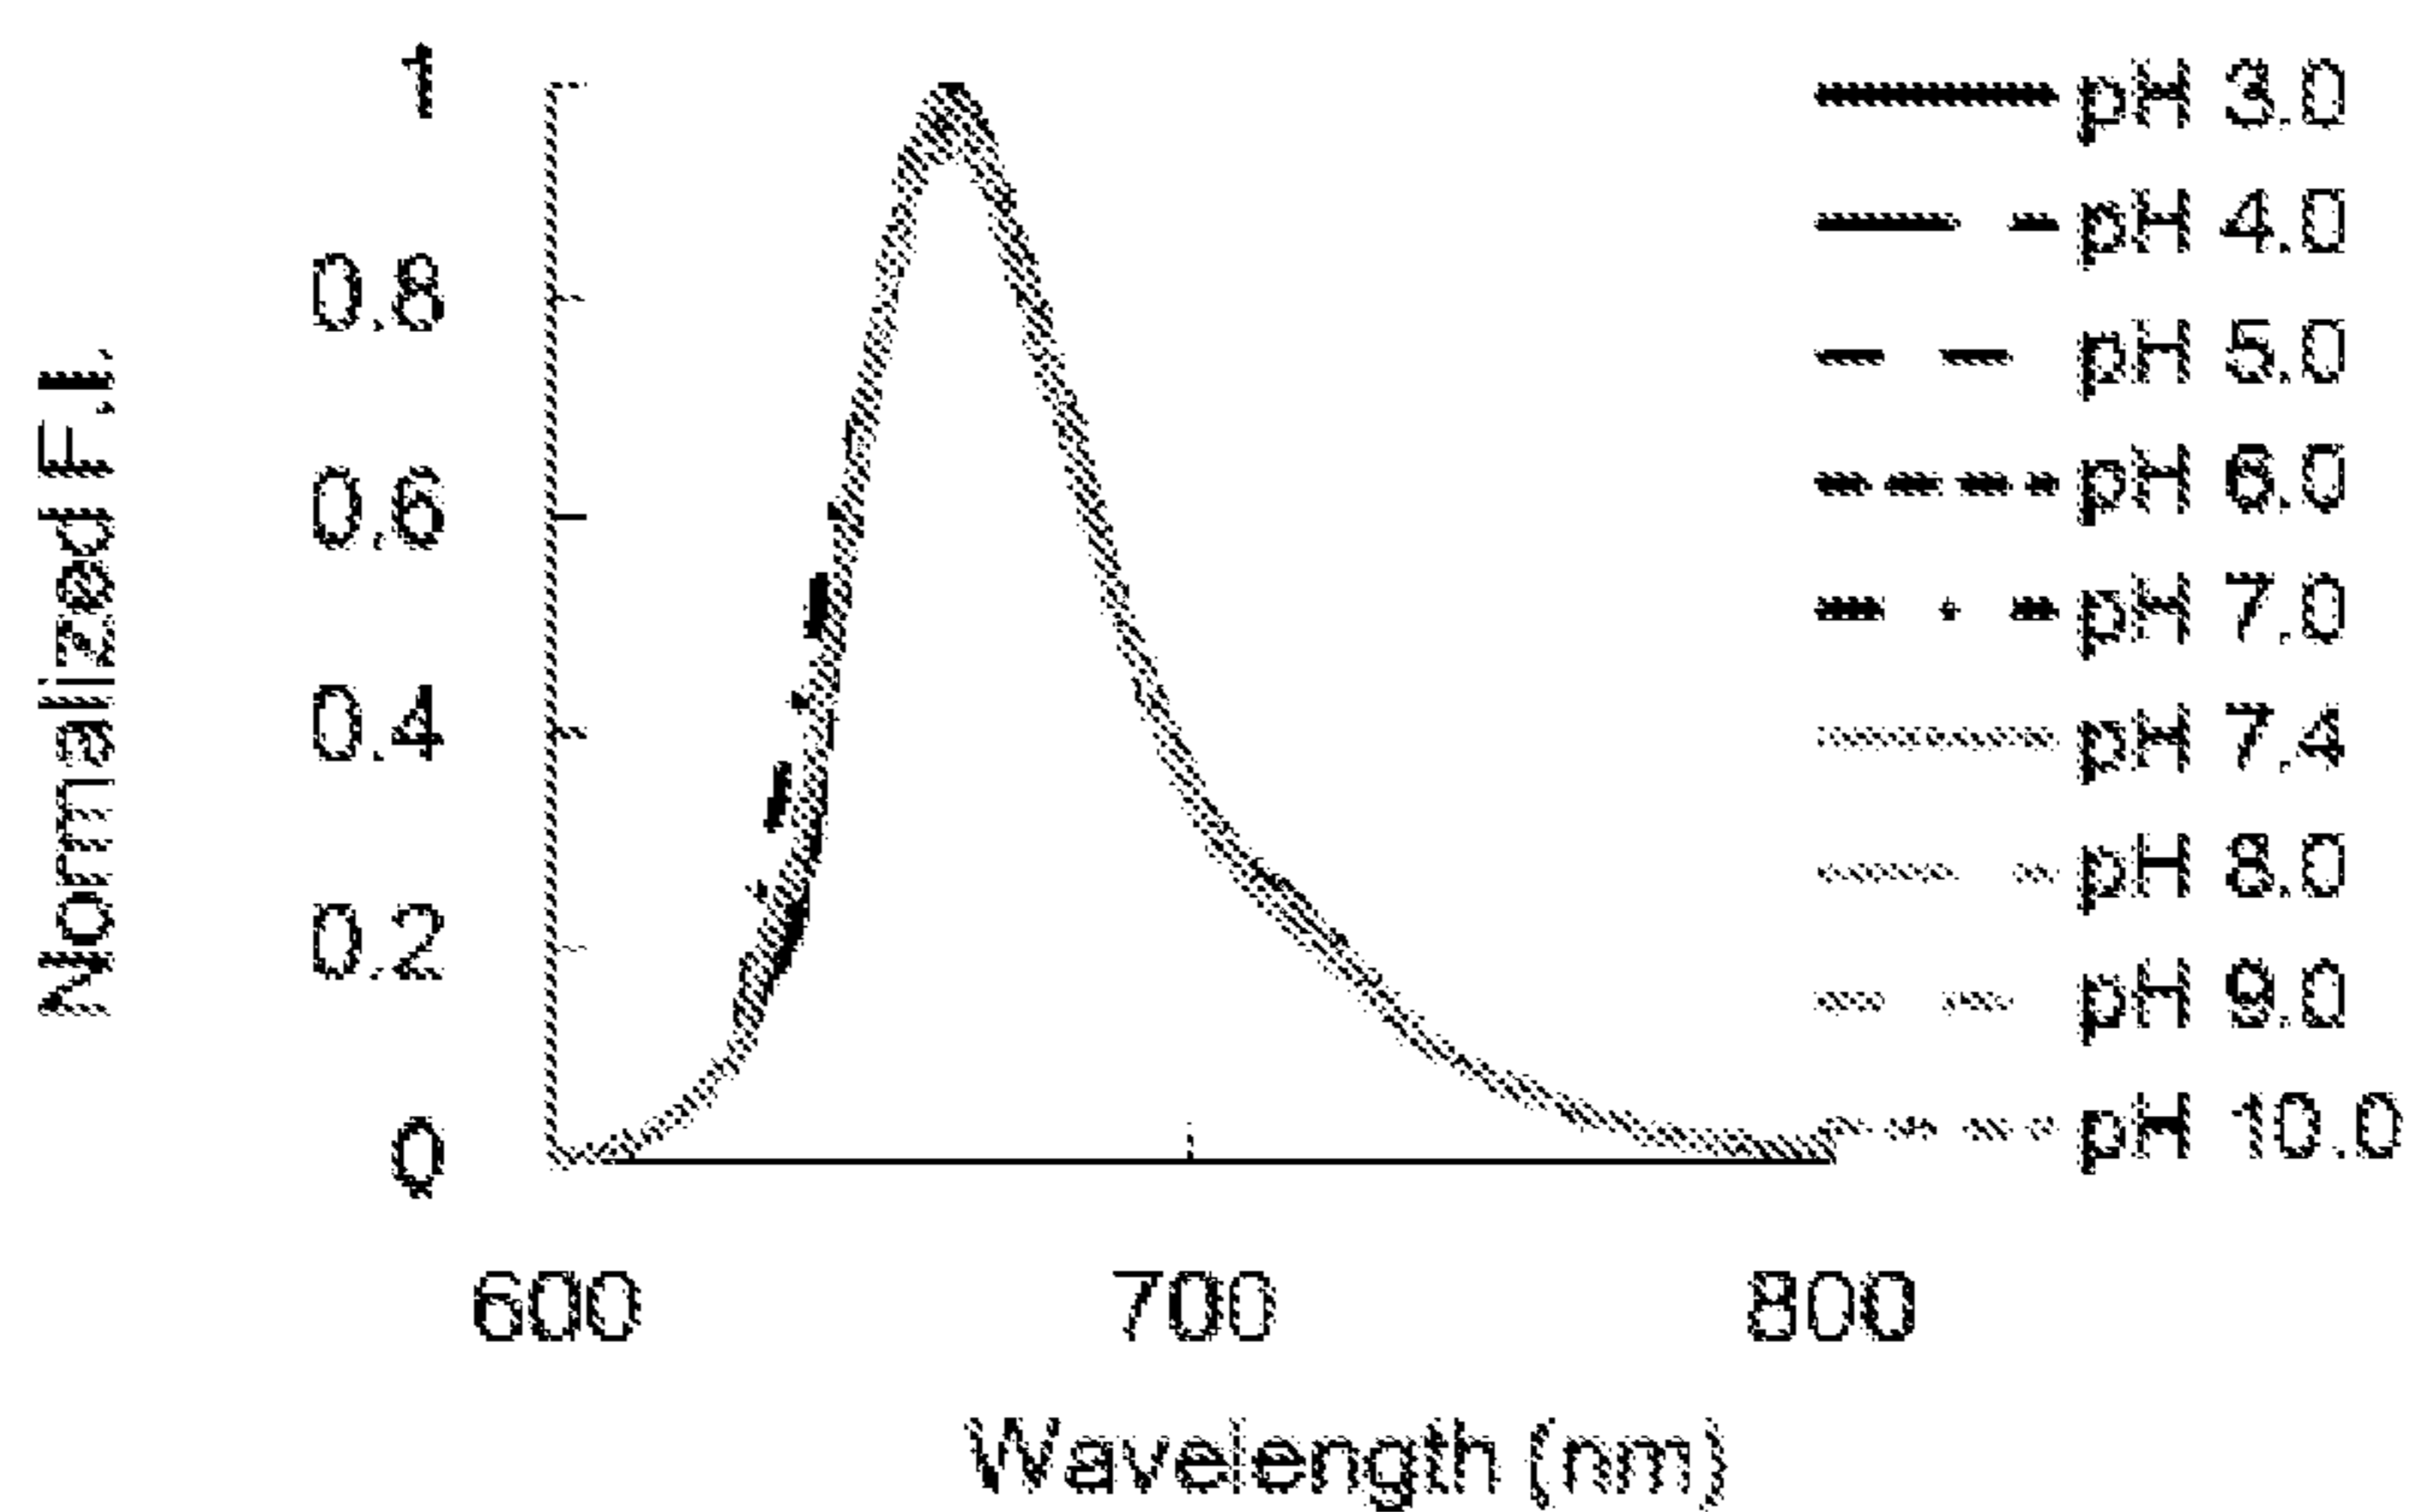 Normalized F.I.
1
0.8
0.6
0.4
0.2
0
600 700 800
Wavelength (nm)
pH 3.0
pH 4.0
pH 5.0
pH 6.0
pH 7.0
pH 7.4
pH 8.0
pH 9.0
pH 10.0